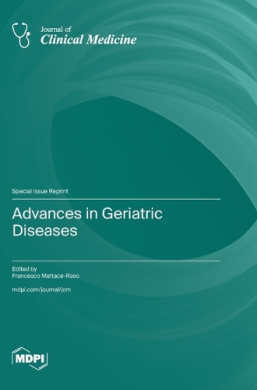 Journal of
Clinical Medicine
Special Issue Reprint
Advances in Geriatric
Diseases
Edited by
Francesco Mattace-Raso
mdpi.com/journal/jcm
MDPI